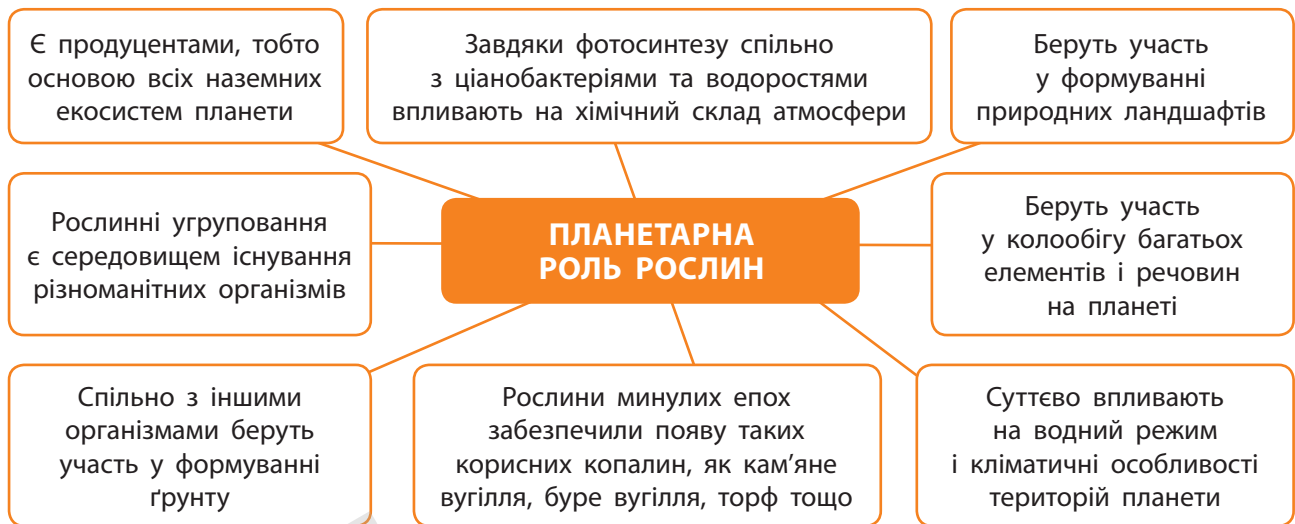 Є продуцентами, тобто
основою всіх наземних
екосистем планети
Завдяки фотосинтезу спільно
з ціанобактеріями та водоростями
впливають на хімічний склад атмосфери
Беруть участь
у формуванні
природних ландшафтів
Рослинні угруповання
є середовищем існування
різноманітних організмів
ПЛАНЕТАРНА
РОЛЬ РОСЛИН
Беруть участь
у колообігу багатьох
елементів і речовин
на планеті
Спільно з іншими
організмами беруть
участь у формуванні
ґрунту
Рослини минулих епох
забезпечили появу таких
корисних копалин, як кам’яне
вугілля, буре вугілля, торф тощо
Суттєво впливають
на водний режим
і кліматичні особливості
територій планети